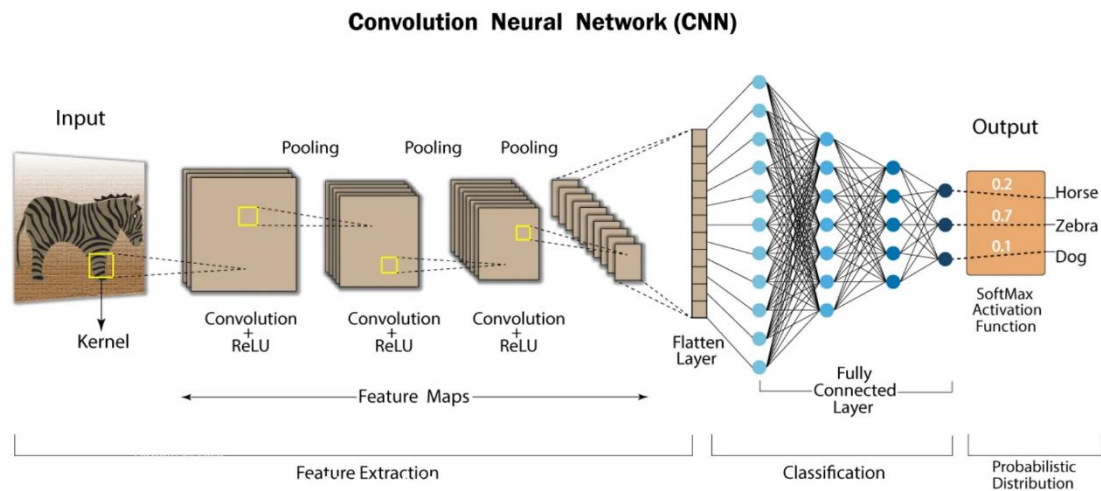 Convolution Neural Network (CNN)
Input
Output
Pooling
Pooling
Pooling
0.2
Horse
0.7
Zebra
0.1
Dog
Kernel
Convolution
+
ReLU
Convolution
+
ReLU
Convolution
+
ReLU
Flatten
Layer
SoftMax
Activation
Function
Feature Maps
Fully
Connected
Layer
Feature Extraction
Classification
Probabilistic
Distribution